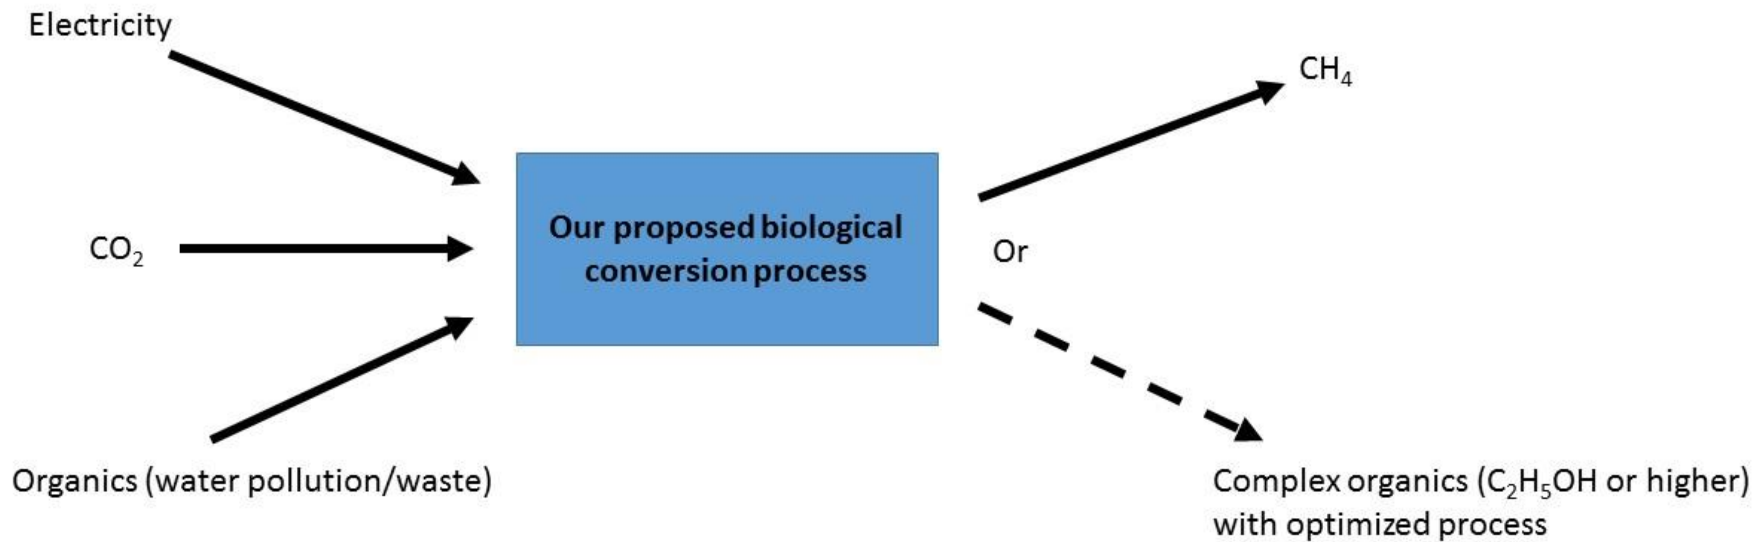 Electricity
CH₄
Our proposed biological
conversion process
CO₂
Or
Organics (water pollution/waste)
Complex organics (C₂H₅OH or higher)
with optimized process